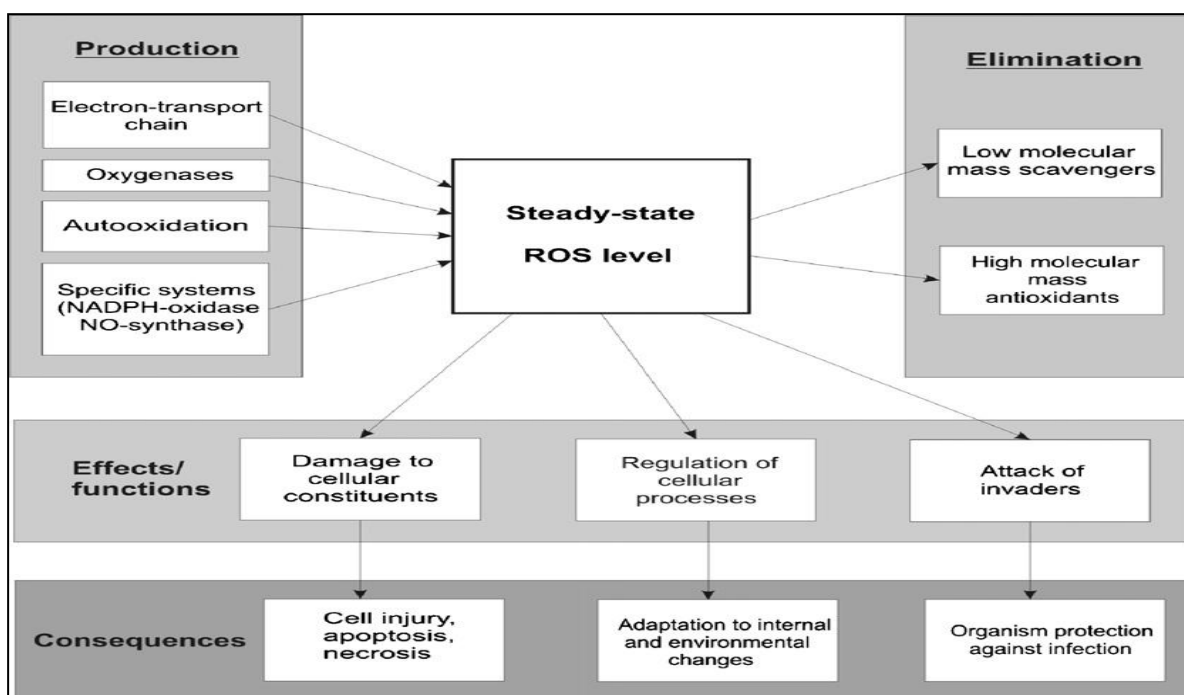 Production
Electron-transport
chain
Oxygenases
Autooxidation
Specific systems
(NADPH-oxidase
NO-synthase)
Steady-state
ROS level
Elimination
Low molecular
mass scavengers
High molecular
mass
antioxidants
Effects/
functions
Damage to
cellular
constituents
Regulation of
cellular
processes
Attack of
invaders
Consequences
Cell injury,
apoptosis,
necrosis
Adaptation to internal
and environmental
changes
Organism protection
against infection